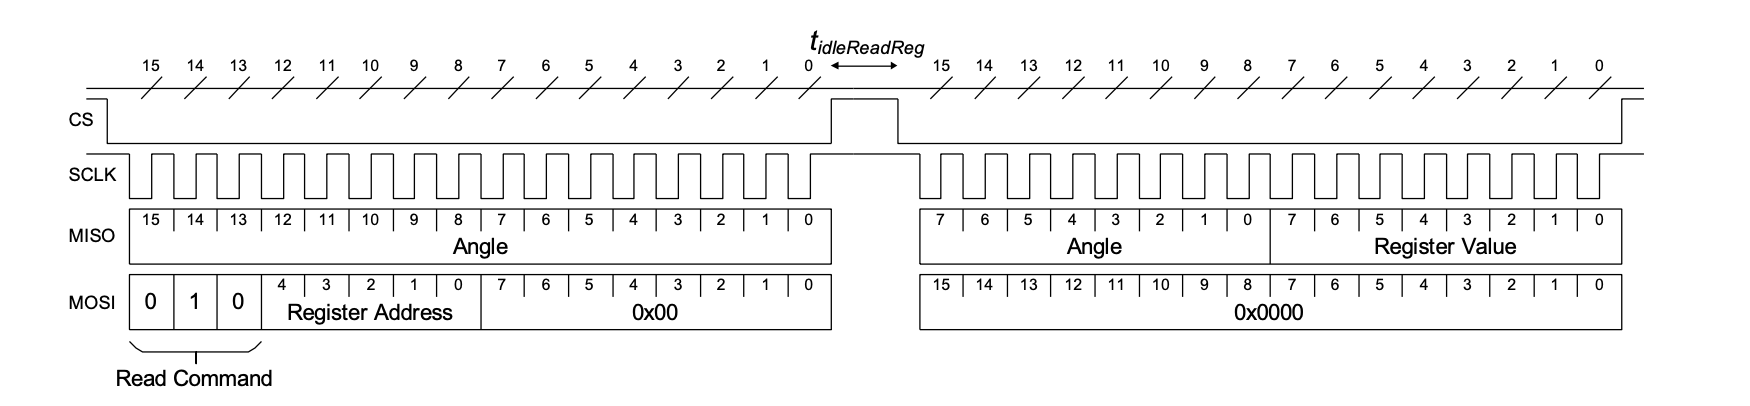 t_idleReadReg
15 14 13 12 11 10 9 8 7 6 5 4 3 2 1 0 15 14 13 12 11 10 9 8 7 6 5 4 3 2 1 0
CS
SCLK
MISO 15 14 13 12 11 10 9 8 7 6 5 4 3 2 1 0 7 6 5 4 3 2 1 0 7 6 5 4 3 2 1 0
Angle Angle Register Value
MOSI 0 1 0 4 3 2 1 0 7 6 5 4 3 2 1 0 15 14 13 12 11 10 9 8 7 6 5 4 3 2 1 0
Register Address 0x00 0x0000
Read Command